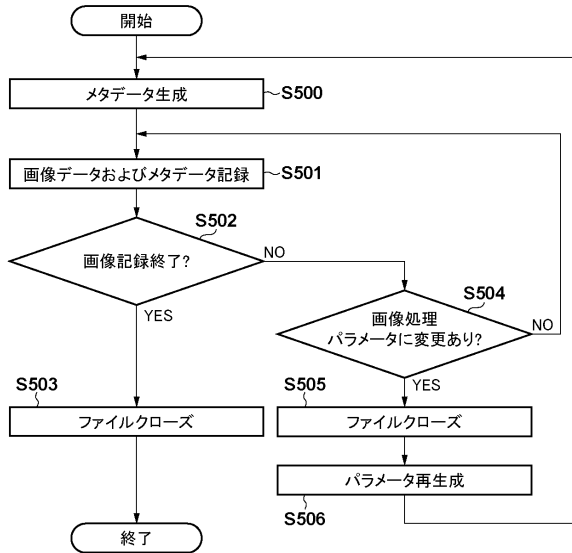 開始
メタデータ生成
S500
画像データおよびメタデータ記録
S501
S502
画像記録終了?
NO
YES
S504
画像処理
パラメータに変更あり?
NO
YES
S503
ファイルクローズ
S505
ファイルクローズ
パラメータ再生成
S506
終了